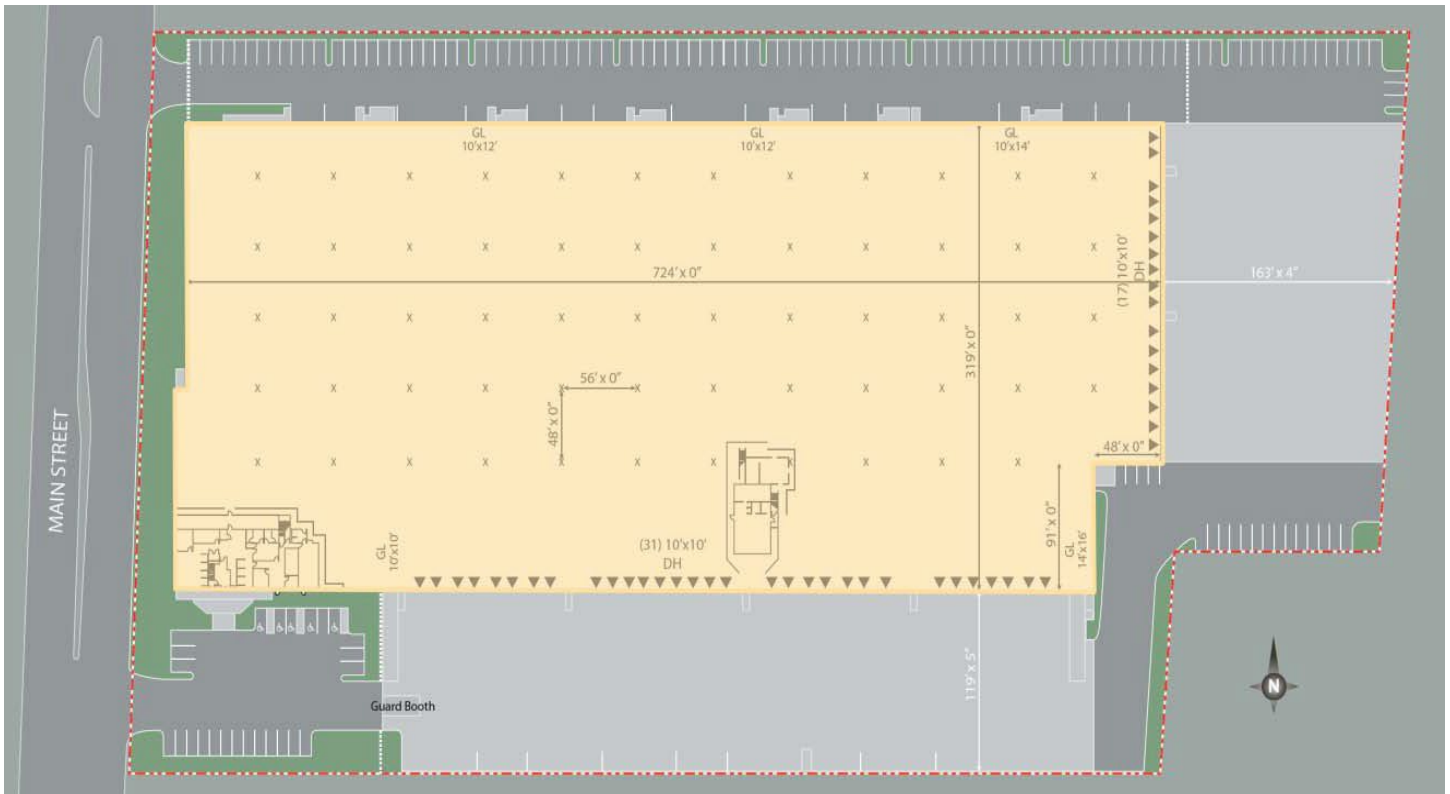 GL
10'x12'
GL
10'x12'
GL
10'x14'
(17) 10'x10'
DH
724' x 0"
163' x 4"
319' x 0"
56' x 0"
48' x 0"
48' x 0"
91' x 0"
MAIN STREET
GL
10'x10'
(31) 10'x10'
DH
GL
14'x16'
119' x 5"
Guard Booth
N